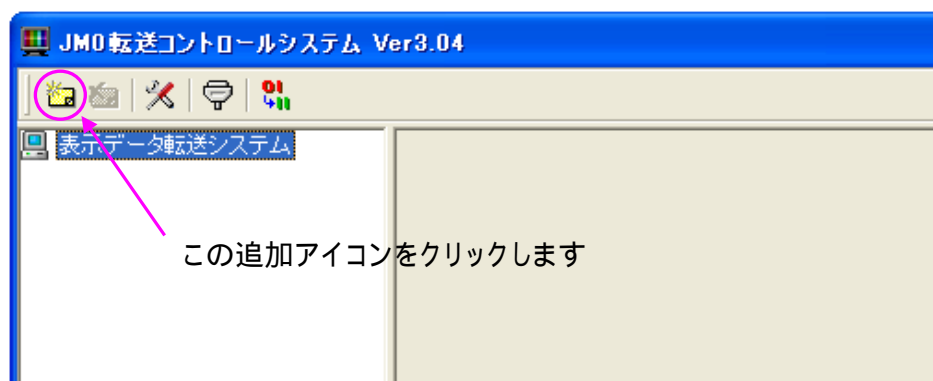 JMO転送コントロールシステム Ver3.04
表示データ転送システム
この追加アイコンをクリックします